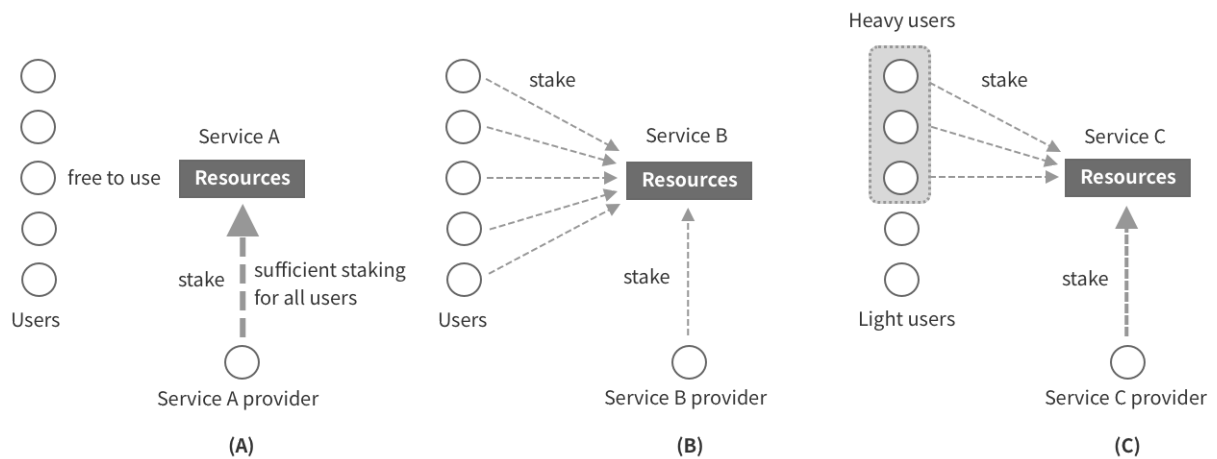 Service A
free to use
Resources
stake
sufficient staking
for all users
Users
Service A provider
(A)
stake
Service B
Resources
stake
Users
Service B provider
(B)
Heavy users
stake
Service C
Resources
stake
Light users
Service C provider
(C)